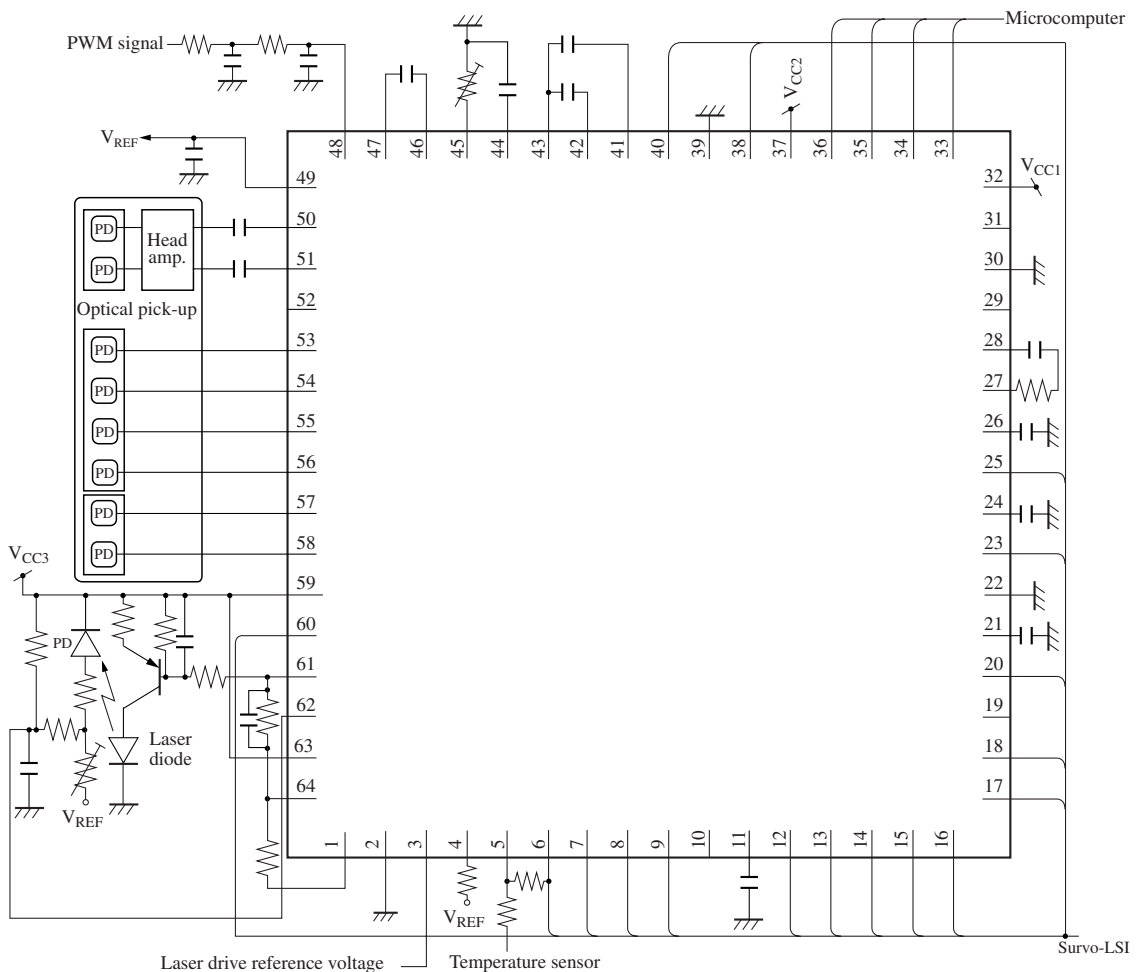 Microcomputer
PWM signal
VCC2
VREF
48 47 46 45 44 43 42 41 40 39 38 37 36 35 34 33
VCC1
49
50
51
52
53
54
55
56
57
58
59
60
61
62
63
64
32
31
30
29
28
27
26
25
24
23
22
21
20
19
18
17
PD
PD
Head
amp.
Optical pick-up
PD
PD
PD
PD
PD
PD
VCC3
PD
Laser
diode
VREF
1 2 3 4 5 6 7 8 9 10 11 12 13 14 15 16
VREF
Survo-LSI
Laser drive reference voltage
Temperature sensor